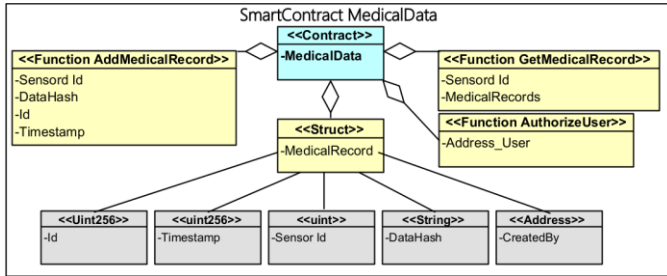 SmartContract MedicalData
<<Contract>>
-MedicalData
<<Function AddMedicalRecord>>
-Sensord Id
-DataHash
-Id
-Timestamp
<<Function GetMedicalRecord>>
-Sensord Id
-MedicalRecords
<<Function AuthorizeUser>>
-Address_User
<<Struct>>
-MedicalRecord
<<Uint256>>
-Id
<<uint256>>
-Timestamp
<<uint>>
-Sensor Id
<<String>>
-DataHash
<<Address>>
-CreatedBy